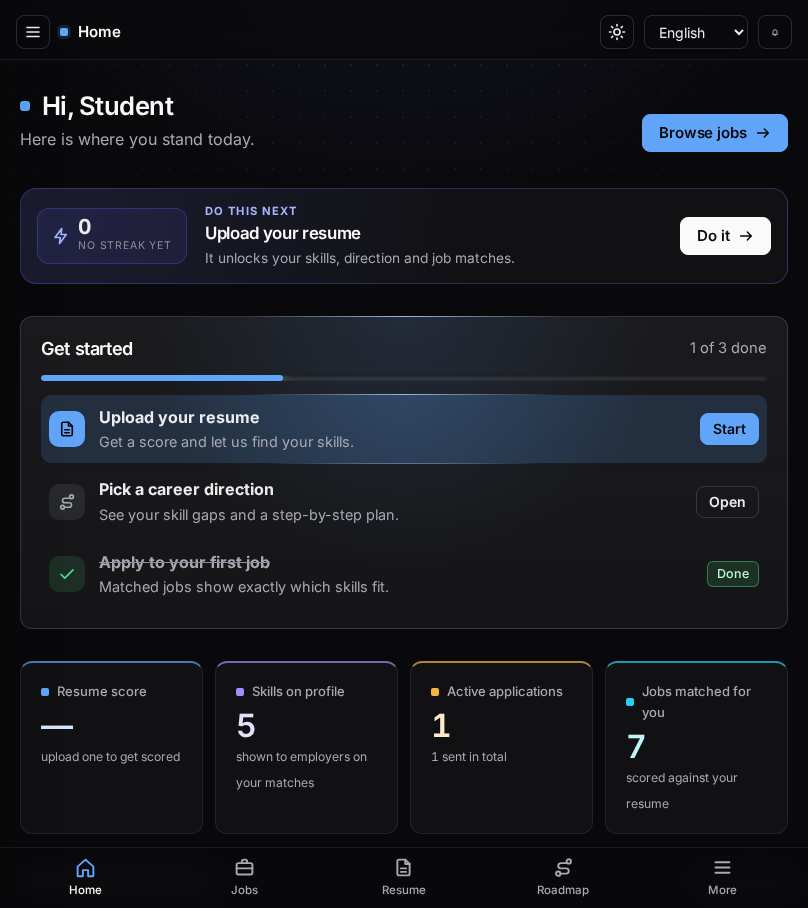 Home
English
Hi, Student
Here is where you stand today.
Browse jobs →
0
NO STREAK YET
DO THIS NEXT
Upload your resume
It unlocks your skills, direction and job matches.
Do it →
Get started
1 of 3 done
Upload your resume
Get a score and let us find your skills.
Start
Pick a career direction
See your skill gaps and a step-by-step plan.
Open
Apply to your first job
Matched jobs show exactly which skills fit.
Done
Resume score
—
upload one to get scored
Skills on profile
5
shown to employers on
your matches
Active applications
1
1 sent in total
Jobs matched for
you
7
scored against your
resume
Home
Jobs
Resume
Roadmap
More